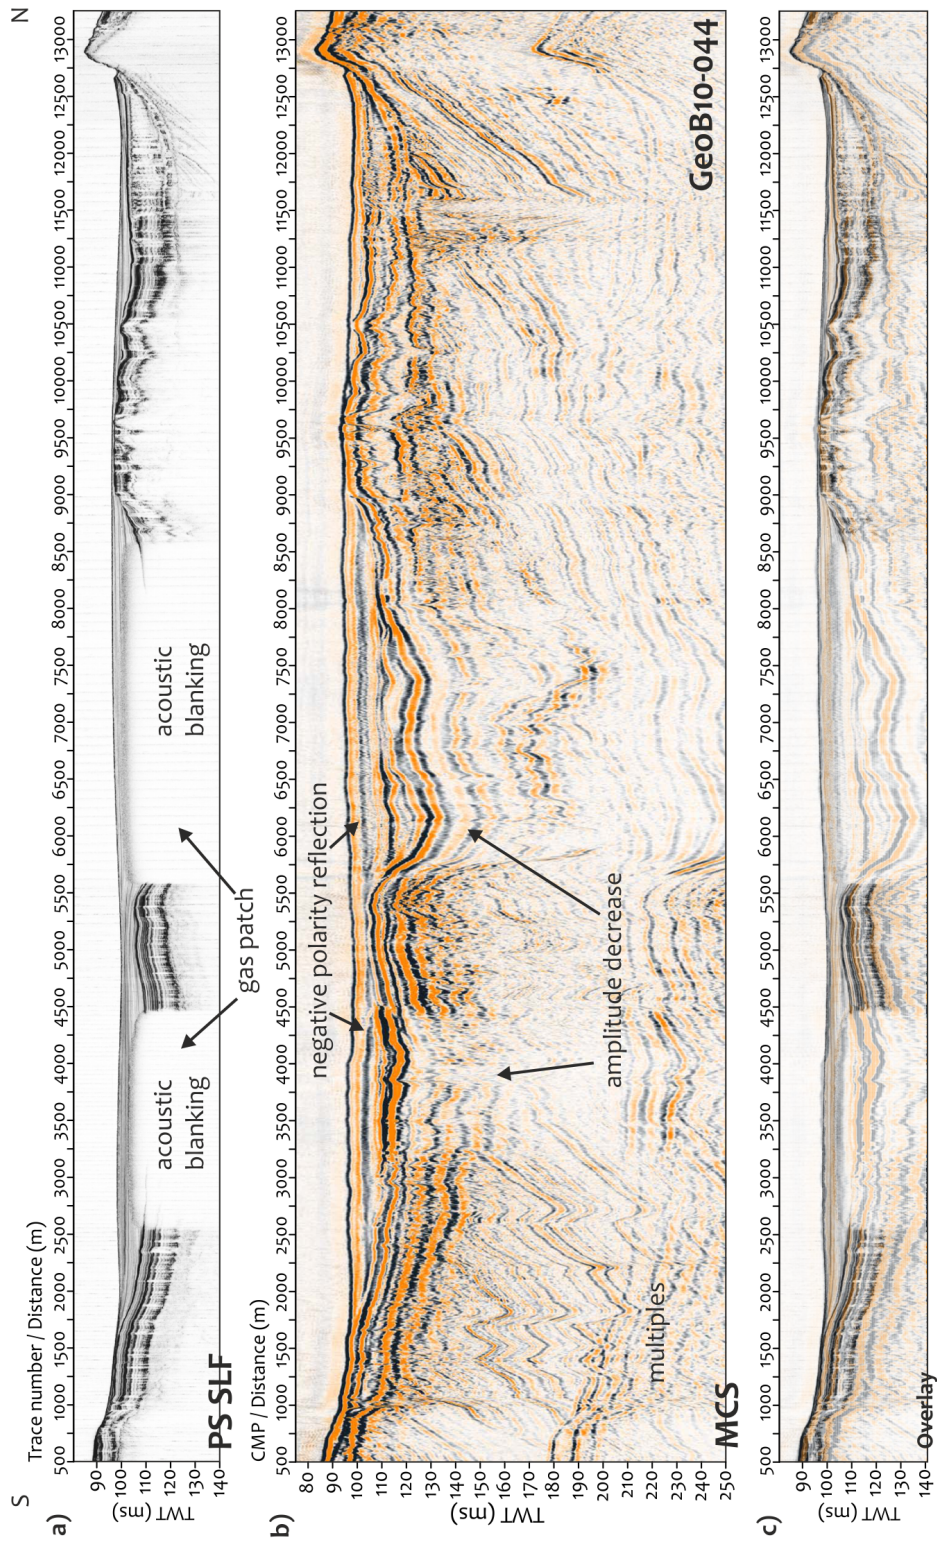 S
N
a)
Trace number / Distance (m)
500 1000 1500 2000 2500 3000 3500 4000 4500 5000 5500 6000 6500 7000 7500 8000 8500 9000 9500 10000 10500 11000 11500 12000 12500 13000
90
100
110
120
130
140
TWT (ms)
acoustic
blanking
acoustic
blanking
PS SLF
gas patch
b)
CMP / Distance (m)
500 1000 1500 2000 2500 3000 3500 4000 4500 5000 5500 6000 6500 7000 7500 8000 8500 9000 9500 10000 10500 11000 11500 12000 12500 13000
80
90
100
110
120
130
140
150
160
170
180
190
200
210
220
230
240
250
TWT (ms)
negative polarity reflection
amplitude decrease
multiples
MCS
GeoB10-044
c)
500 1000 1500 2000 2500 3000 3500 4000 4500 5000 5500 6000 6500 7000 7500 8000 8500 9000 9500 10000 10500 11000 11500 12000 12500 13000
90
100
110
120
130
TWT (ms)
Overlay